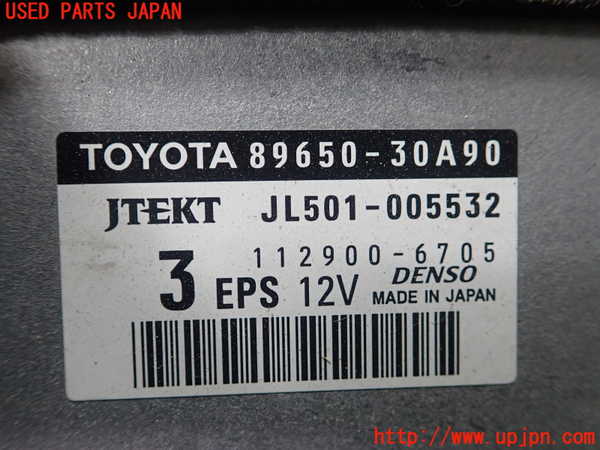 USED PARTS JAPAN
TOYOTA 89650-30A90
JTEKT JL501-005532
112900-6705
3 EPS 12V DENSO
MADE IN JAPAN
http://www.upjpn.com/